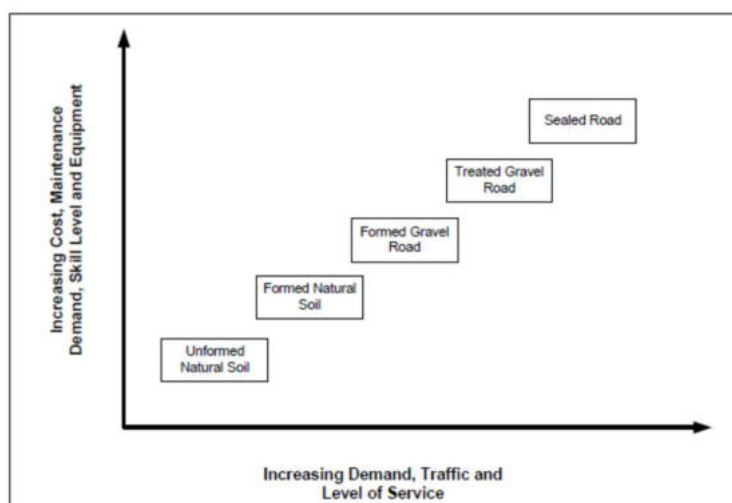 Increasing Cost, Maintenance
Demand, Skill Level and Equipment
Sealed Road
Treated Gravel
Road
Formed Gravel
Road
Formed Natural
Soil
Unformed
Natural Soil
Increasing Demand, Traffic and
Level of Service